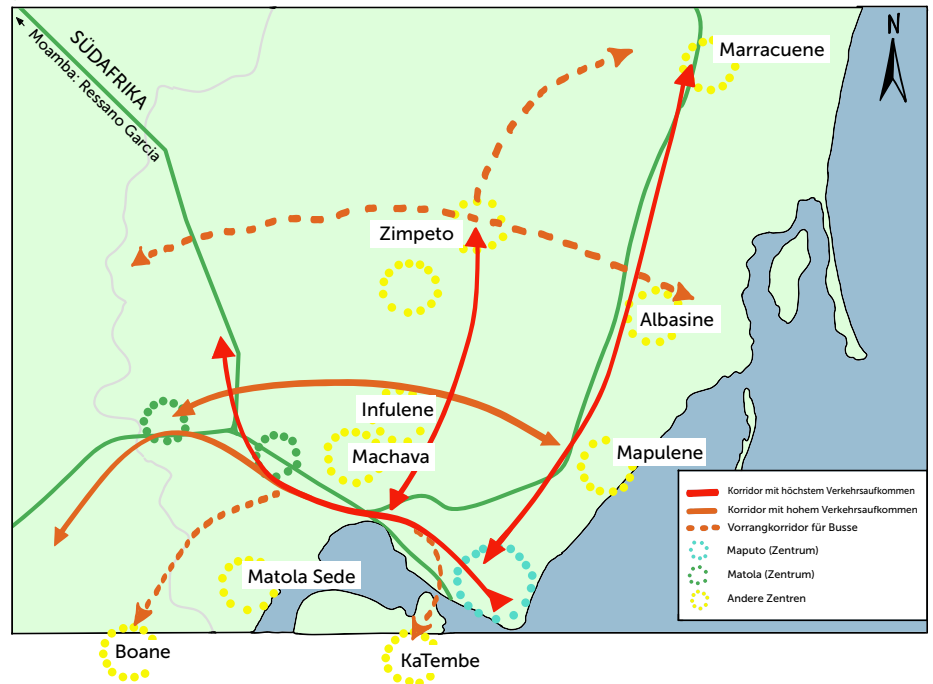 SÜDAFRIKA
Moamba: Ressano Garcia
N
Marracuene
Zimpeto
Albasine
Infulene
Machava
Mapulene
Matola Sede
Boane
KaTembe
Korridor mit höchstem Verkehrsaufkommen
Korridor mit hohem Verkehrsaufkommen
Vorrangkorridor für Busse
Maputo (Zentrum)
Matola (Zentrum)
Andere Zentren